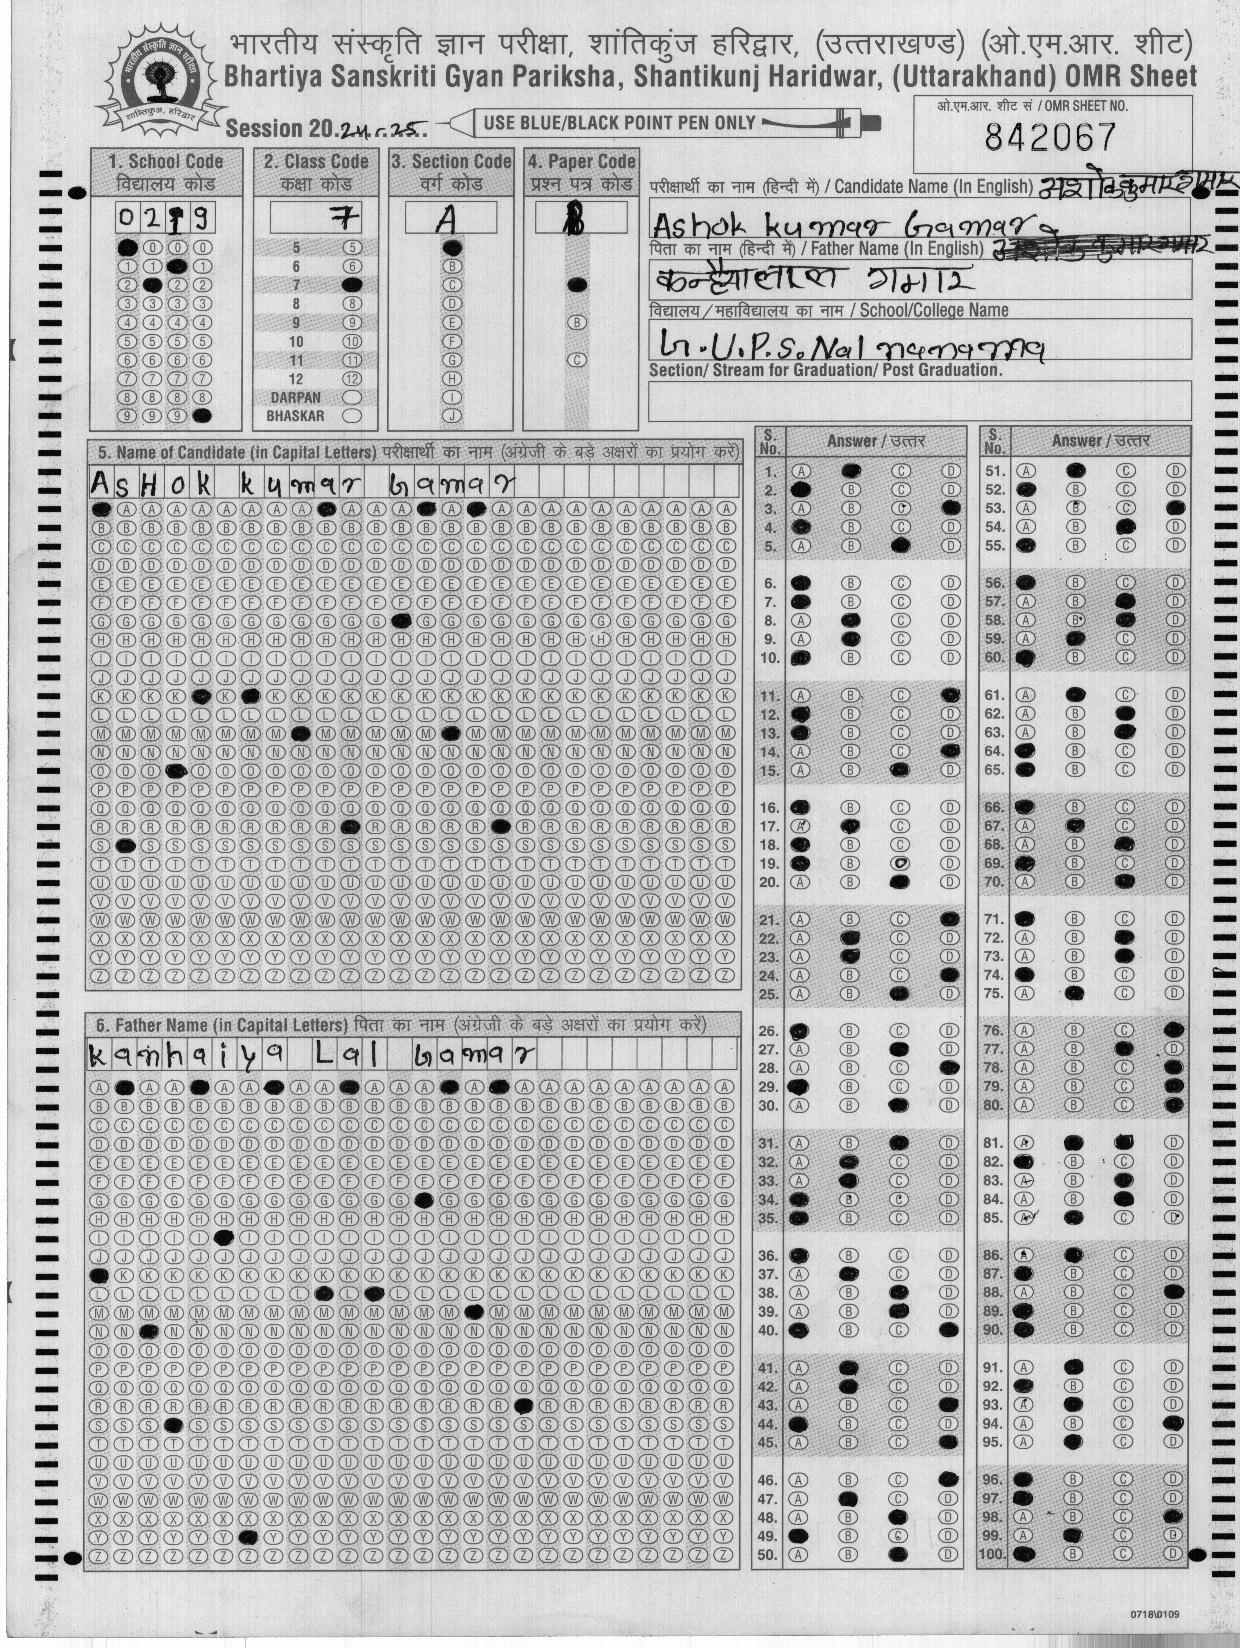 भारतीय संस्कृति ज्ञान परीक्षा, शांतिकुंज हरिद्वार, (उत्तराखण्ड) (ओ.एम.आर. शीट)
Bhartiya Sanskriti Gyan Pariksha, Shantikunj Haridwar, (Uttarakhand) OMR Sheet
Session 20.24-25..
USE BLUE/BLACK POINT PEN ONLY
ओ.एम.आर. शीट सं / OMR SHEET NO.
842067
1. School Code
विद्यालय कोड
0219
2. Class Code
कक्षा कोड
7
3. Section Code
वर्ग कोड
A
4. Paper Code
प्रश्न पत्र कोड
5
6
7
8
9
10
11
12
DARPAN
BHASKAR
परीक्षार्थी का नाम (हिन्दी में) / Candidate Name (In English) अशोक कुमार गमार
Ashok kumar Gamar
पिता का नाम (हिन्दी में) / Father Name (In English)
कन्हैयालाल गमार
विद्यालय / महाविद्यालय का नाम / School/College Name
G.U.P.S. Nal
Section/ Stream for Graduation/ Post Graduation.
5. Name of Candidate (in Capital Letters) परीक्षार्थी का नाम (अंग्रेजी के बड़े अक्षरों का प्रयोग करें)
AsHok kumar Gamar
6. Father Name (in Capital Letters) पिता का नाम (अंग्रेजी के बड़े अक्षरों का प्रयोग करें)
kanhaiya Lal Gamar
S. No. Answer / उत्तर
S. No. Answer / उत्तर
0718\0109